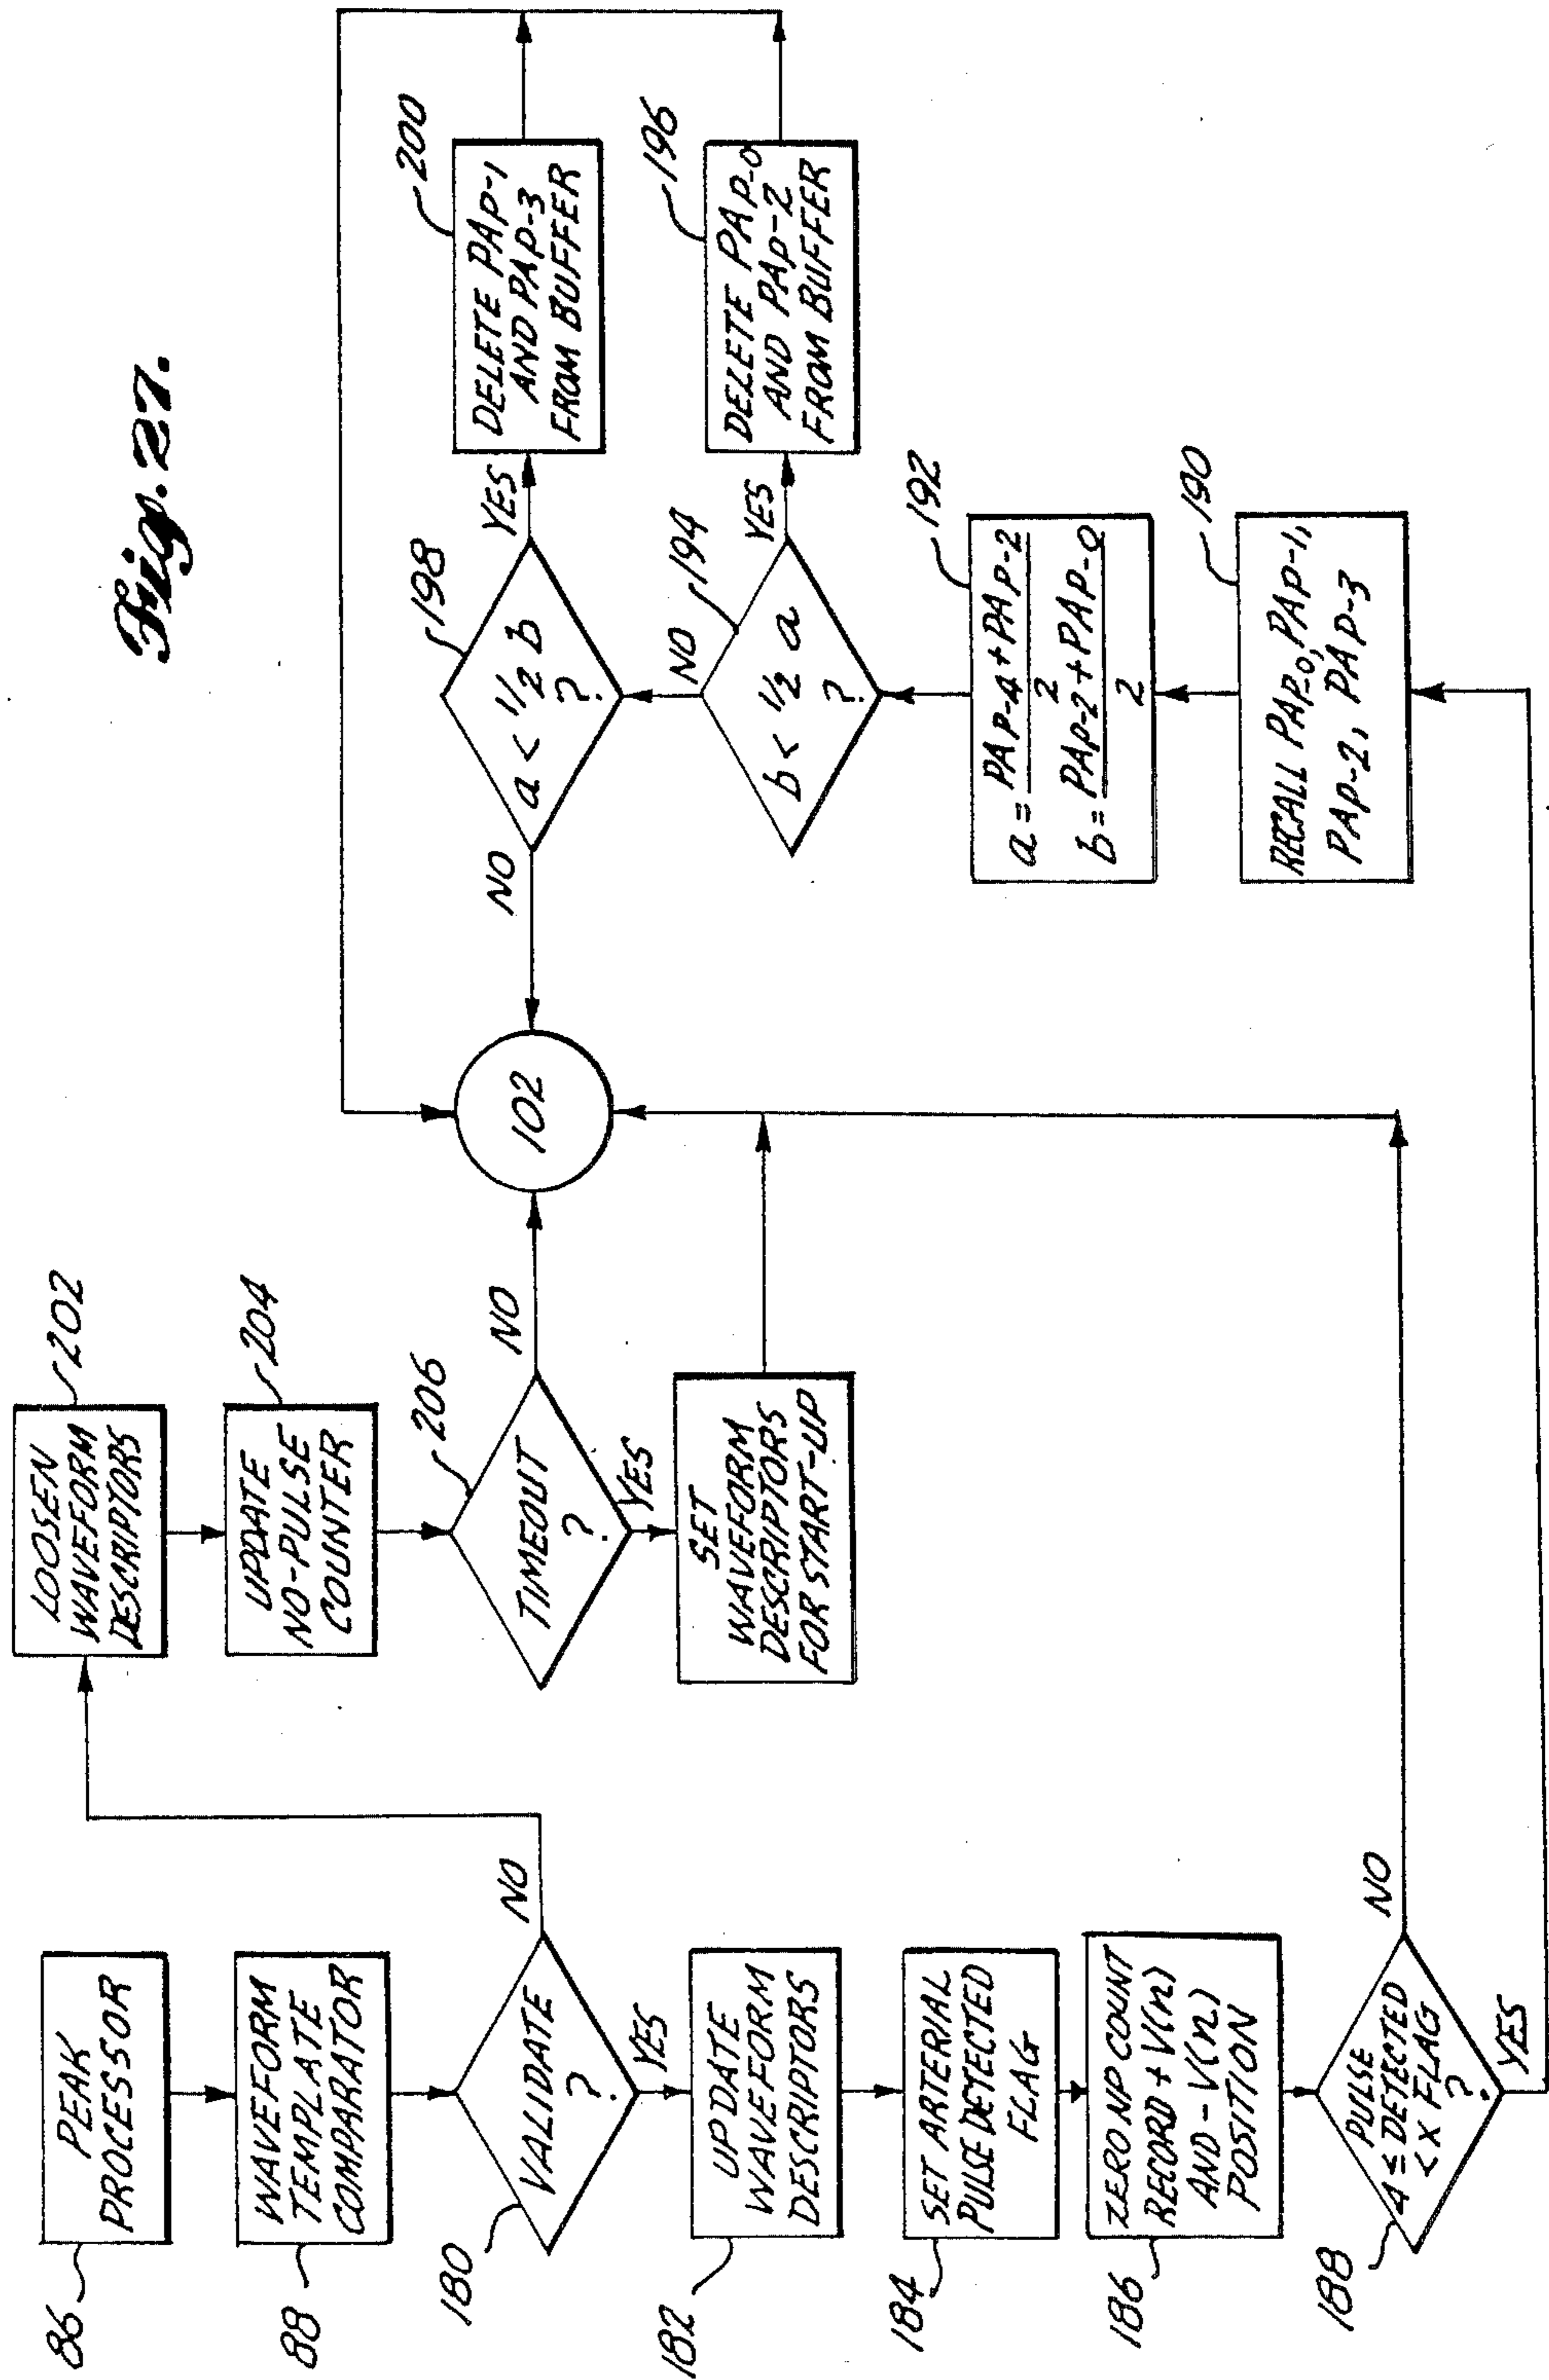 Fig. 27.
86
PEAK
PROCESSOR
88
WAVEFORM
TEMPLATE
COMPARATOR
180
VALIDATE
?
NO
YES
182
UPDATE
WAVEFORM
DESCRIPTORS
184
SET ARTERIAL
PULSE DETECTED
FLAG
186
ZERO NP COUNT
RECORD + V(n)
AND - V(n)
POSITION
188
PULSE
4 ≤ DETECTED
< X FLAG
?
NO
YES
202
LOOSEN
WAVEFORM
DESCRIPTORS
204
UPDATE
NO-PULSE
COUNTER
206
TIMEOUT
?
NO
YES
SET
WAVEFORM
DESCRIPTORS
FOR START-UP
102
NO
198
a < 1/2 b
?
YES
200
DELETE PAP-1
AND PAP-3
FROM BUFFER
NO
194
b < 1/2 a
?
YES
196
DELETE PAP-0
AND PAP-2
FROM BUFFER
192
a = PAP-4 + PAP-2
2
b = PAP-2 + PAP-0
2
190
RECALL PAP-0, PAP-1,
PAP-2, PAP-3